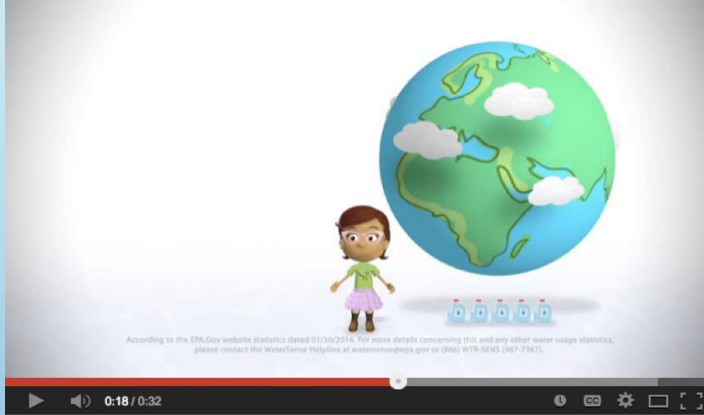 According to the EPA.Gov website statistics dated 01/30/2014. For more details concerning this and any other water usage statistics,
please contact the WaterSense Helpline at watersense@epa.gov or (866) WTR-SENS (987-7367).
0:18 / 0:32
CC